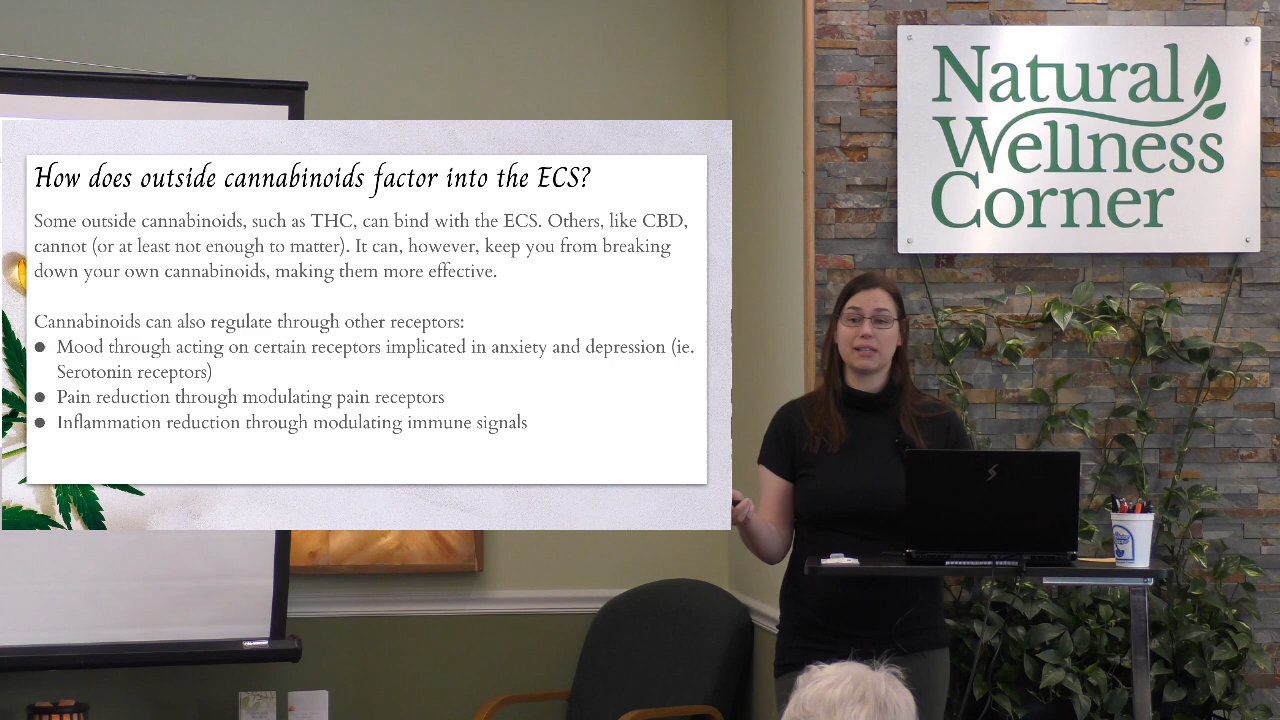 How does outside cannabinoids factor into the ECS?
Some outside cannabinoids, such as THC, can bind with the ECS. Others, like CBD,
cannot (or at least not enough to matter). It can, however, keep you from breaking
down your own cannabinoids, making them more effective.
Cannabinoids can also regulate through other receptors:
● Mood through acting on certain receptors implicated in anxiety and depression (ie.
Serotonin receptors)
● Pain reduction through modulating pain receptors
● Inflammation reduction through modulating immune signals
Natural
Wellness
Corner